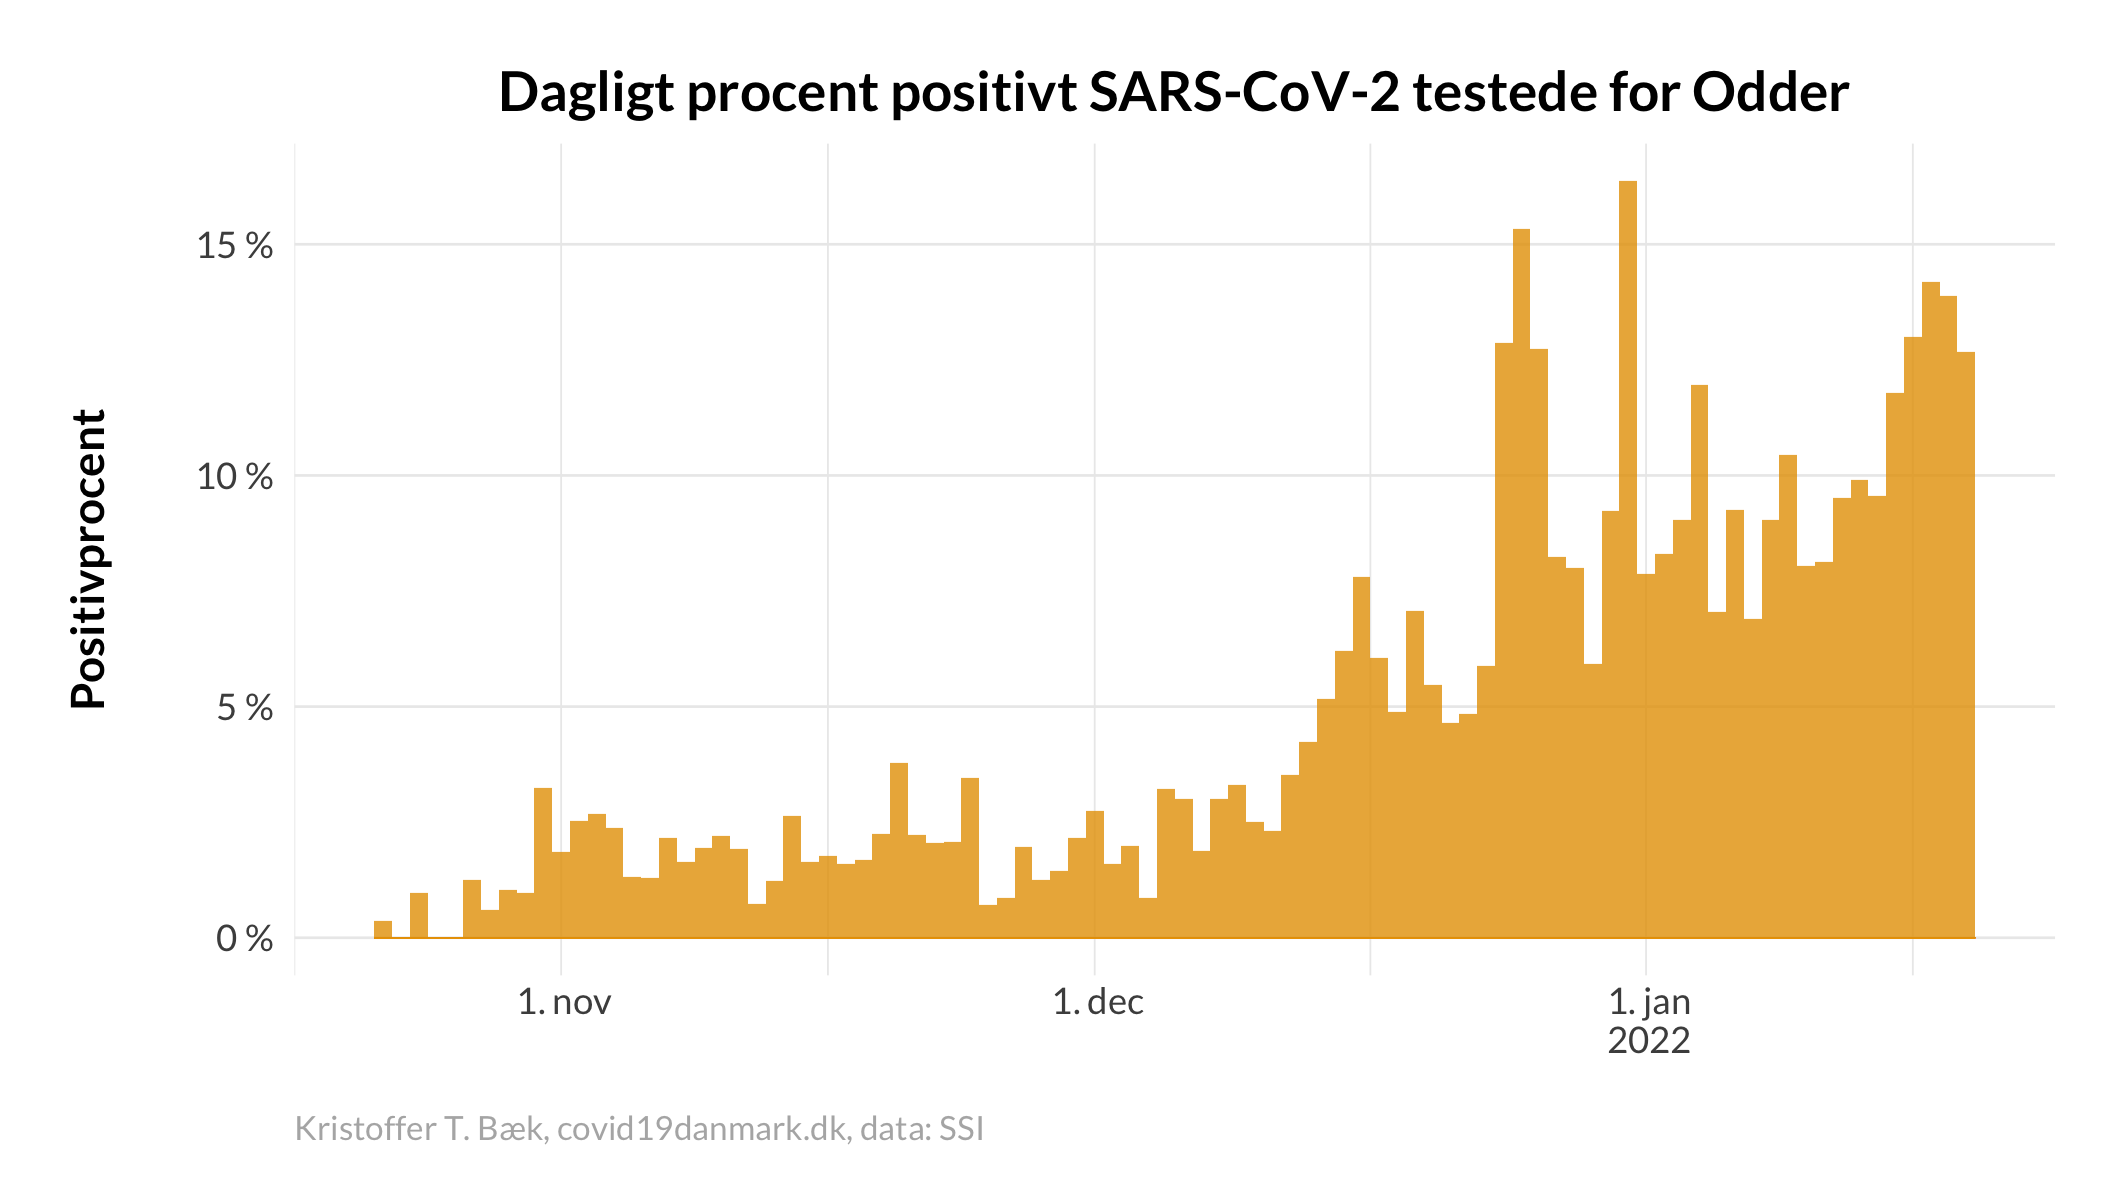 Dagligt procent positivt SARS-CoV-2 testede for Odder
Positivprocent
15 %
10 %
5 %
0 %
1. nov
1. dec
1. jan
2022
Kristoffer T. Bæk, covid19danmark.dk, data: SSI